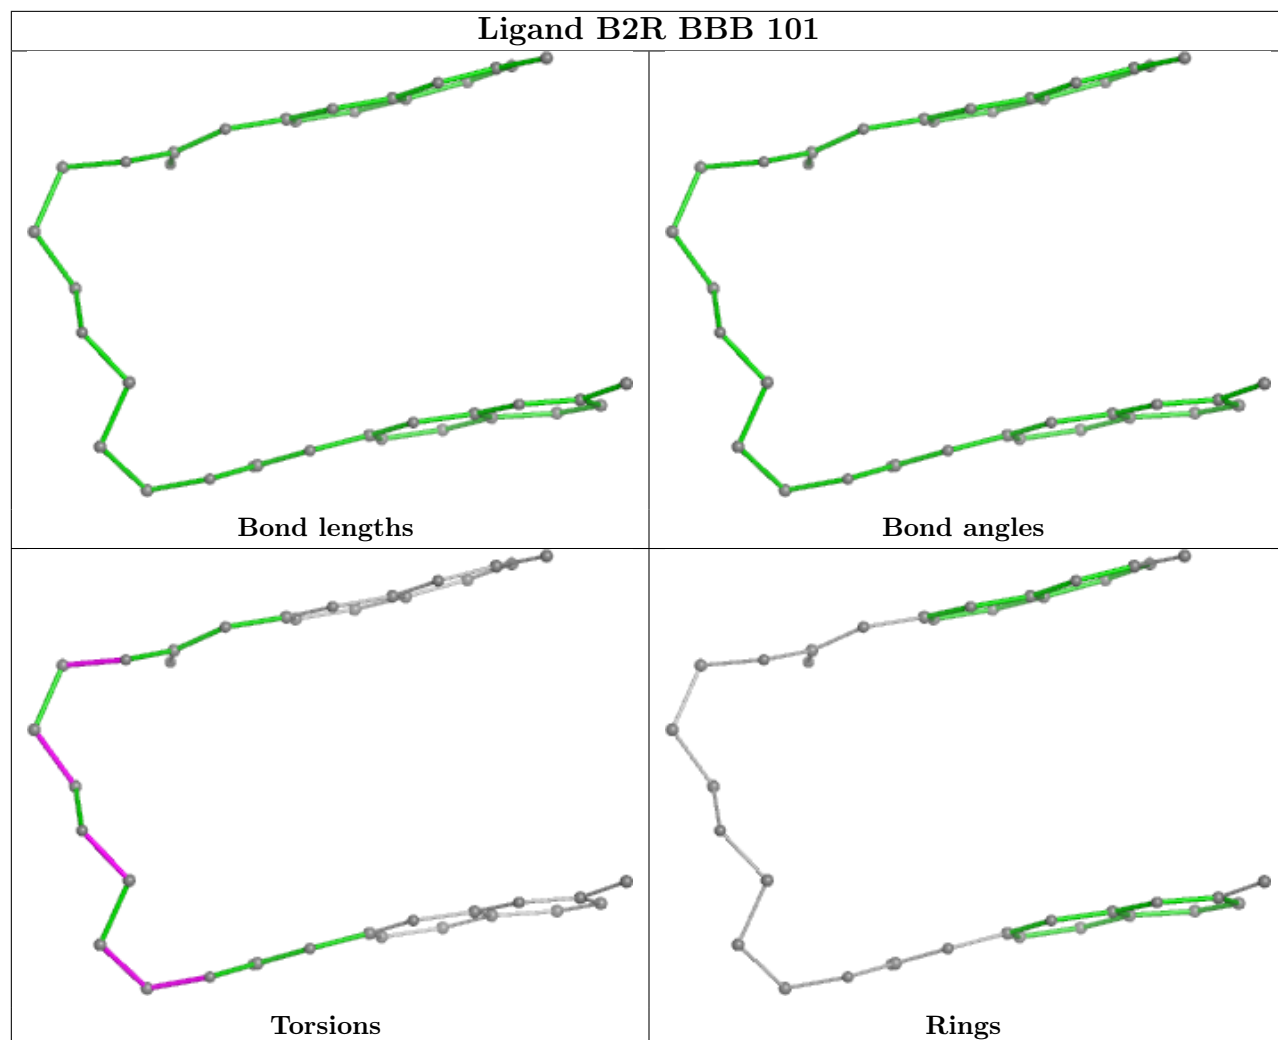 Ligand B2R BBB 101
Bond lengths
Bond angles
Torsions
Rings